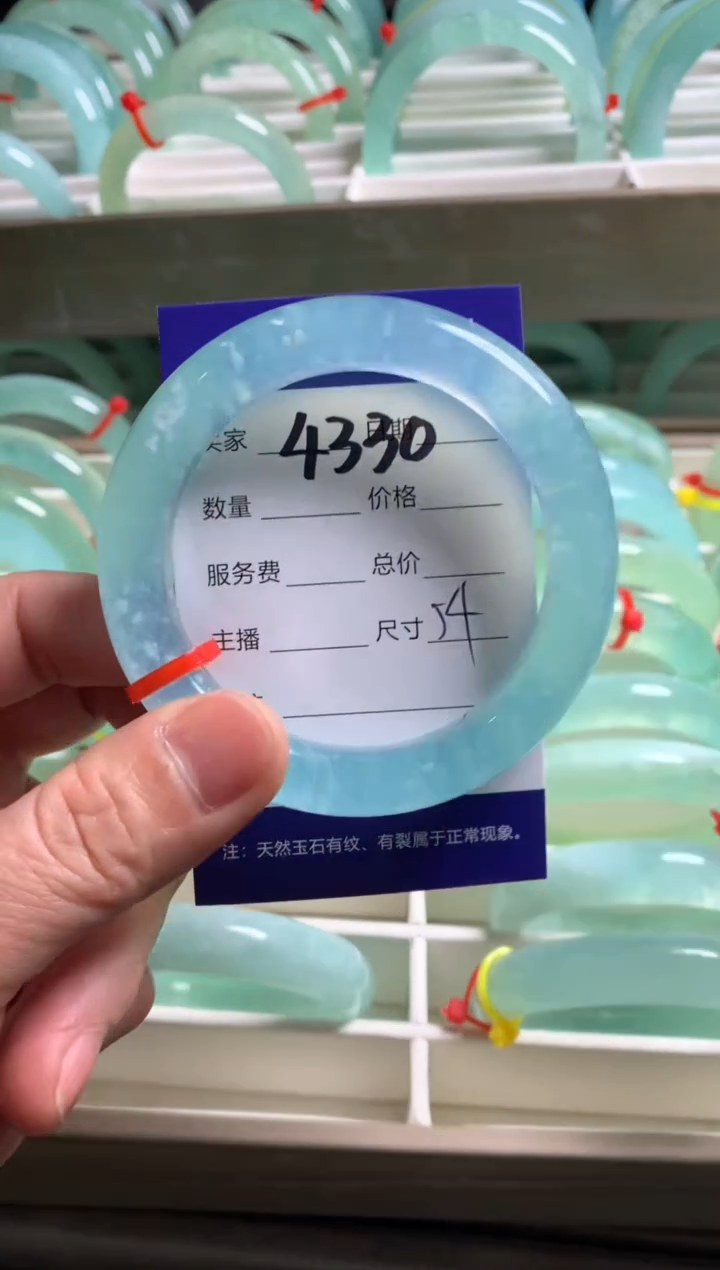 卖家 4330 日期
数量 价格
服务费 总价
主播 尺寸 54
注：天然玉石有纹、有裂属于正常现象。